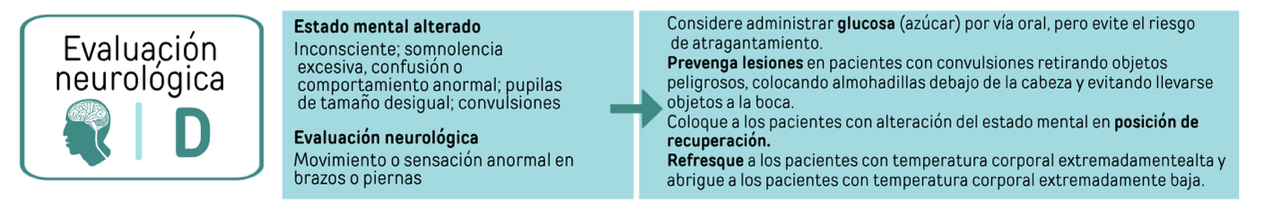 Evaluación
neurológica
D
Estado mental alterado
Inconsciente; somnolencia
excesiva, confusión o
comportamiento anormal; pupilas
de tamaño desigual; convulsiones
Evaluación neurológica
Movimiento o sensación anormal en
brazos o piernas
Considere administrar glucosa (azúcar) por vía oral, pero evite el riesgo
de atragantamiento.
Prevenga lesiones en pacientes con convulsiones retirando objetos
peligrosos, colocando almohadillas debajo de la cabeza y evitando llevarse
objetos a la boca.
Coloque a los pacientes con alteración del estado mental en posición de
recuperación.
Refresque a los pacientes con temperatura corporal extremadamentealta y
abrigue a los pacientes con temperatura corporal extremadamente baja.